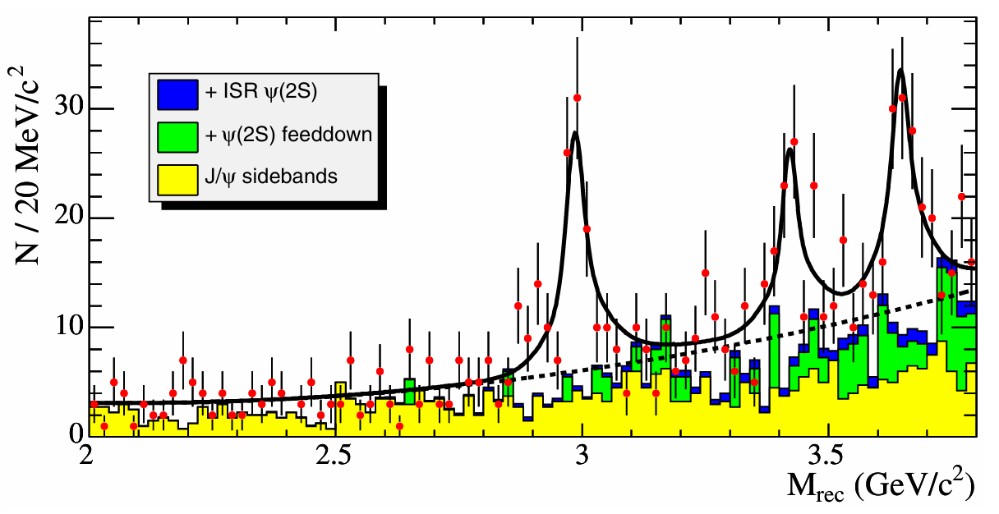 N / 20 MeV/c²
30
20
10
0
+ ISR ψ(2S)
+ ψ(2S) feeddown
J/ψ sidebands
2
2.5
3
3.5
M_rec (GeV/c²)